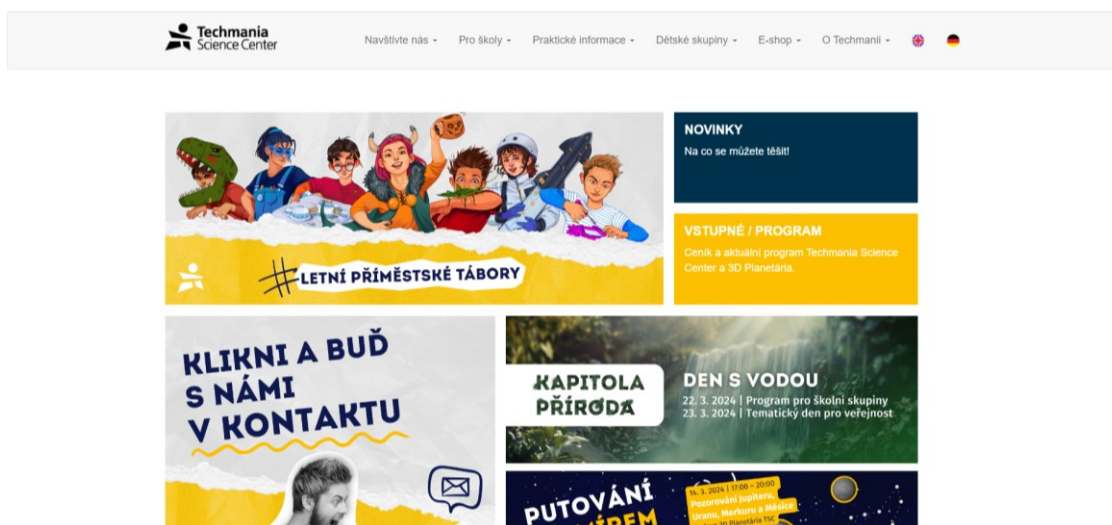 Techmania
Science Center
Navštivte nás
Pro školy
Praktické informace
Dětské skupiny
E-shop
O Techmanii
#LETNÍ PŘÍMĚSTSKÉ TÁBORY
NOVINKY
Na co se můžete těšit!
VSTUPNÉ / PROGRAM
Ceník a aktuální program Techmania Science
Center a 3D Planetária.
KLIKNI A BUĎ
S NÁMI
V KONTAKTU
KAPITOLA
PŘÍRODA
DEN S VODOU
22. 3. 2024 | Program pro školní skupiny
23. 3. 2024 | Tematický den pro veřejnost
PUTOVÁNÍ
14. 3. 2024 | 17:00 – 20:00
Pozorování Jupiteru,
Uranu, Merkuru a Měsíce
3D Planetária TSC